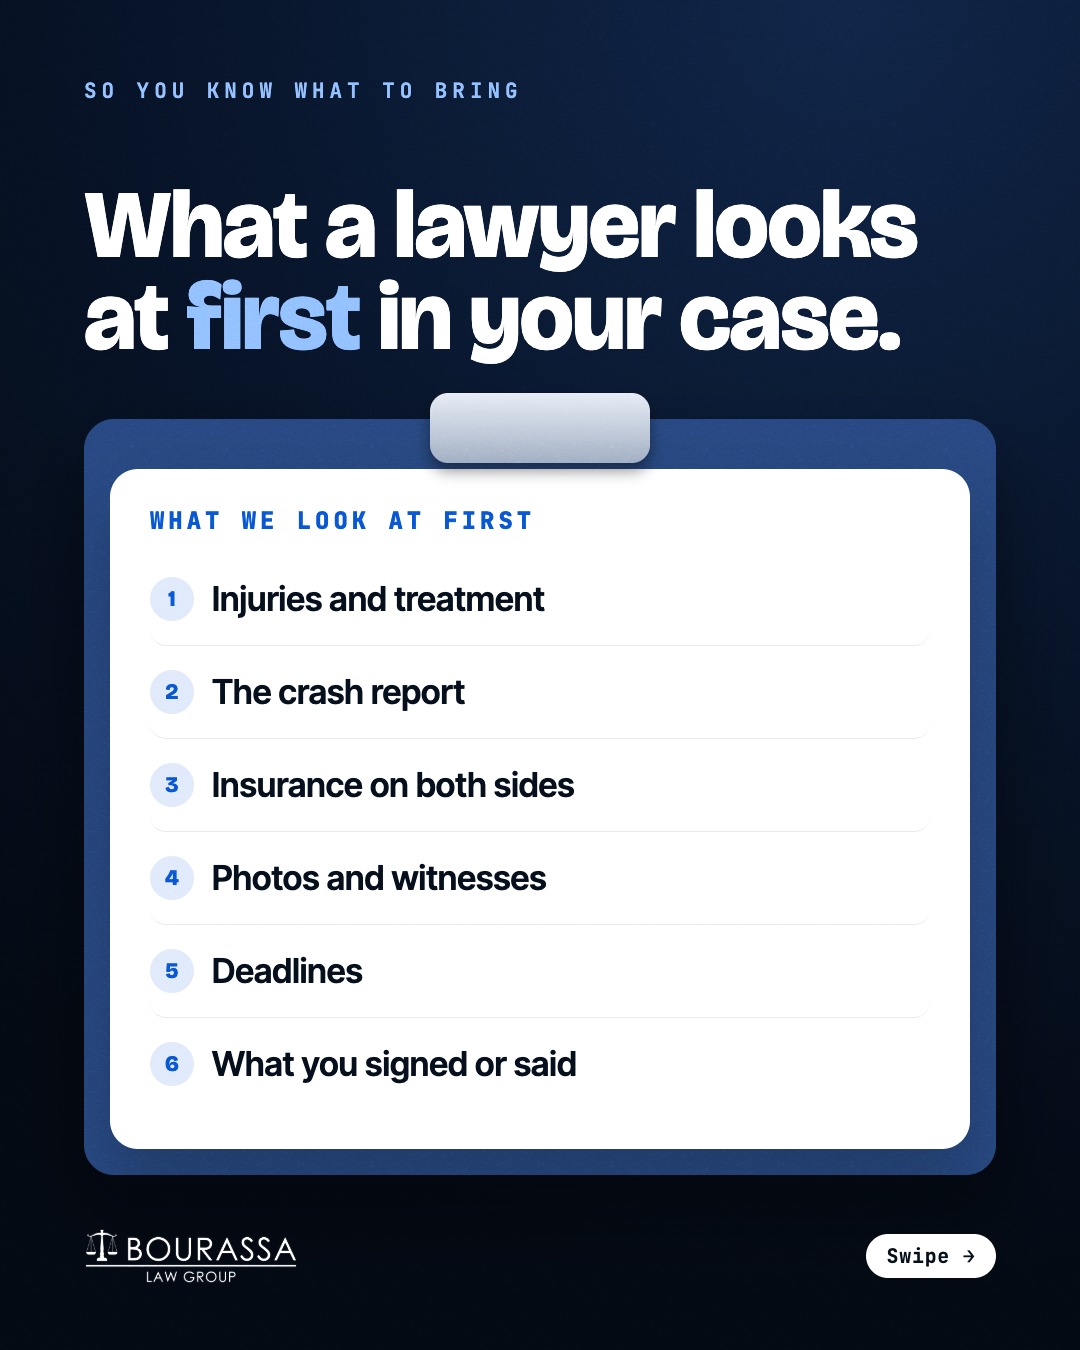 SO YOU KNOW WHAT TO BRING
What a lawyer looks
at first in your case.
WHAT WE LOOK AT FIRST
1 Injuries and treatment
2 The crash report
3 Insurance on both sides
4 Photos and witnesses
5 Deadlines
6 What you signed or said
BOURASSA
LAW GROUP
Swipe →